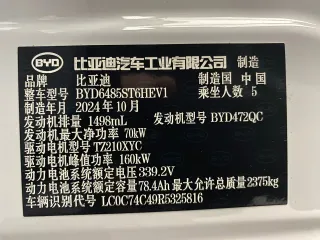 BYD 比亚迪汽车工业有限公司 制造
品牌 比亚迪 制造国 中国
整车型号 BYD6485ST6HEV1 乘坐人数 5
制造年月 2024年10月
发动机排量 1498mL 发动机型号 BYD472QC
发动机最大净功率 70kW
驱动电机型号 TZ210XYC
驱动电机峰值功率 160kW
动力电池系统额定电压 339.2V
动力电池系统额定容量 78.4Ah 最大允许总质量 2375kg
车辆识别代号 LC0C74C49R5325816